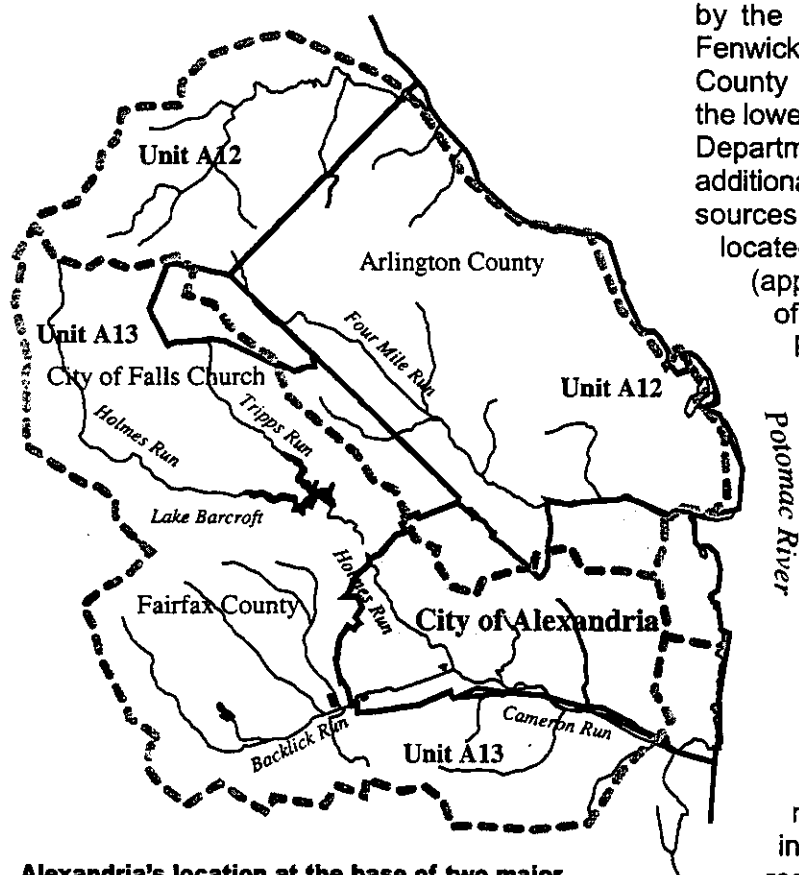 by the
Fenwick
County
the lowe
Departm
additiona
sources
located
(app
of
Unit A12
Arlington County
Unit A13
City of Falls Church
Four Mile Run
Unit A12
Holmes Run
Tripps Run
Potomac River
Lake Barcroft
Holmes Run
Fairfax County
City of Alexandria
Backlick Run
Cameron Run
Unit A13
in
Alexandria's location at the base of two major